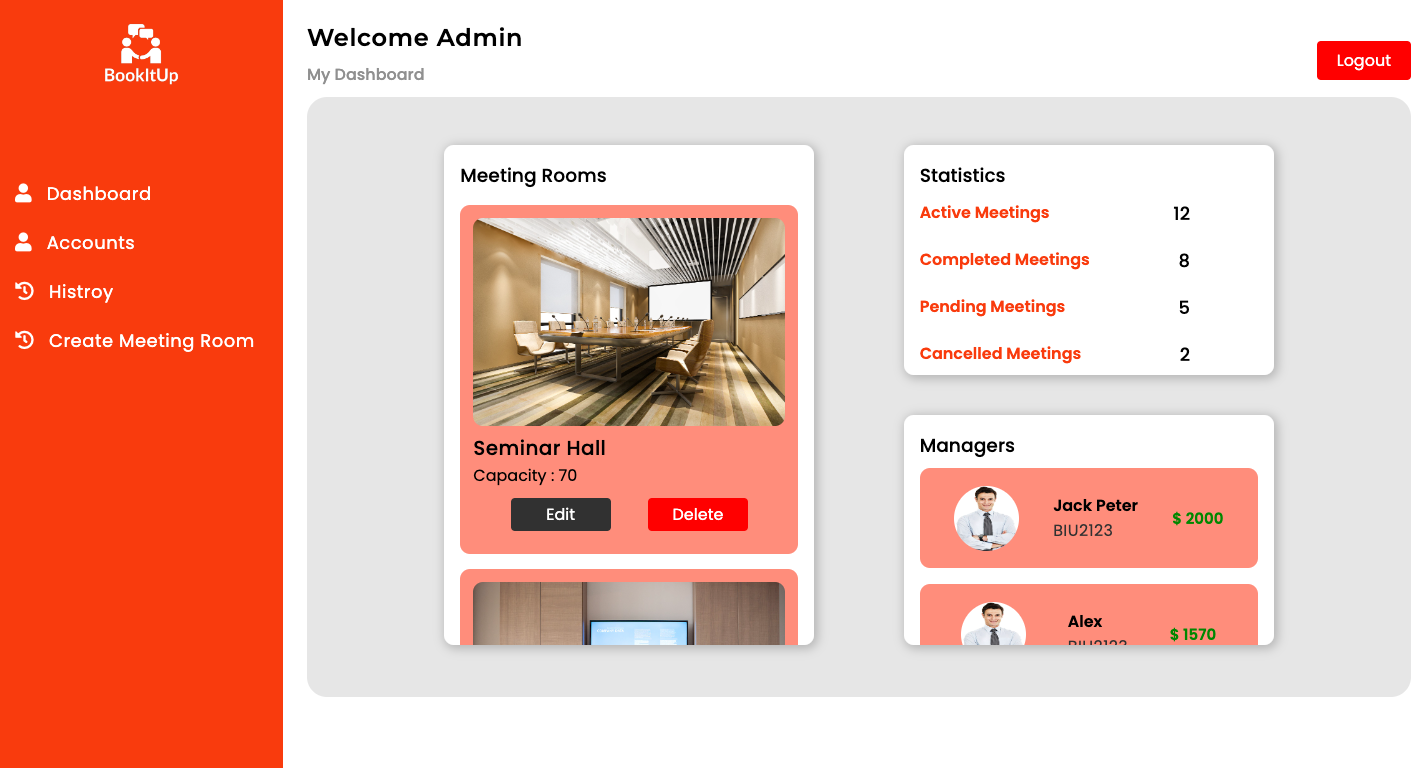 BookItUp
Dashboard
Accounts
Histroy
Create Meeting Room
Welcome Admin
My Dashboard
Logout
Meeting Rooms
Seminar Hall
Capacity : 70
Edit
Delete
Statistics
Active Meetings 12
Completed Meetings 8
Pending Meetings 5
Cancelled Meetings 2
Managers
Jack Peter
BIU2123
$ 2000
Alex
BIU2123
$ 1570